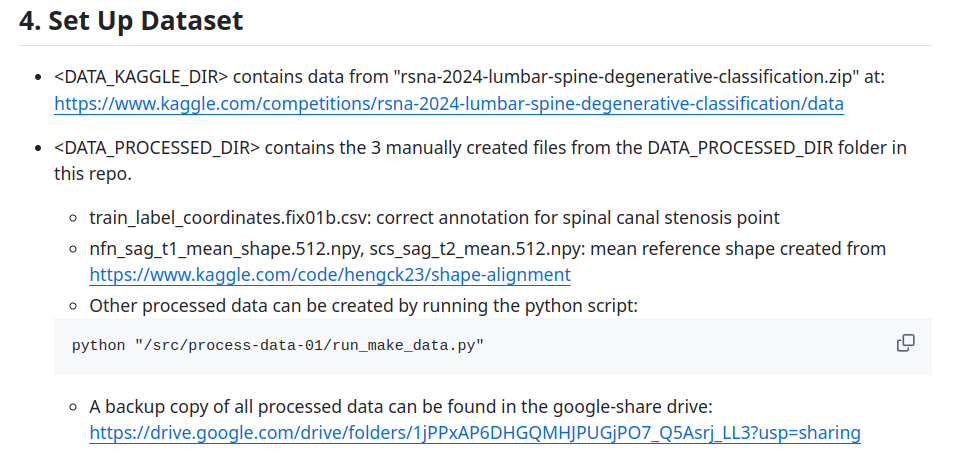 4. Set Up Dataset
<DATA_KAGGLE_DIR> contains data from "rsna-2024-lumbar-spine-degenerative-classification.zip" at:
https://www.kaggle.com/competitions/rsna-2024-lumbar-spine-degenerative-classification/data
<DATA_PROCESSED_DIR> contains the 3 manually created files from the DATA_PROCESSED_DIR folder in
this repo.
train_label_coordinates.fix01b.csv: correct annotation for spinal canal stenosis point
nfn_sag_t1_mean_shape.512.npy, scs_sag_t2_mean.512.npy: mean reference shape created from
https://www.kaggle.com/code/hengck23/shape-alignment
Other processed data can be created by running the python script:
python "/src/process-data-01/run_make_data.py"
A backup copy of all processed data can be found in the google-share drive:
https://drive.google.com/drive/folders/1jPPxAP6DHGQMHJPUGjPO7_Q5Asrj_LL3?usp=sharing